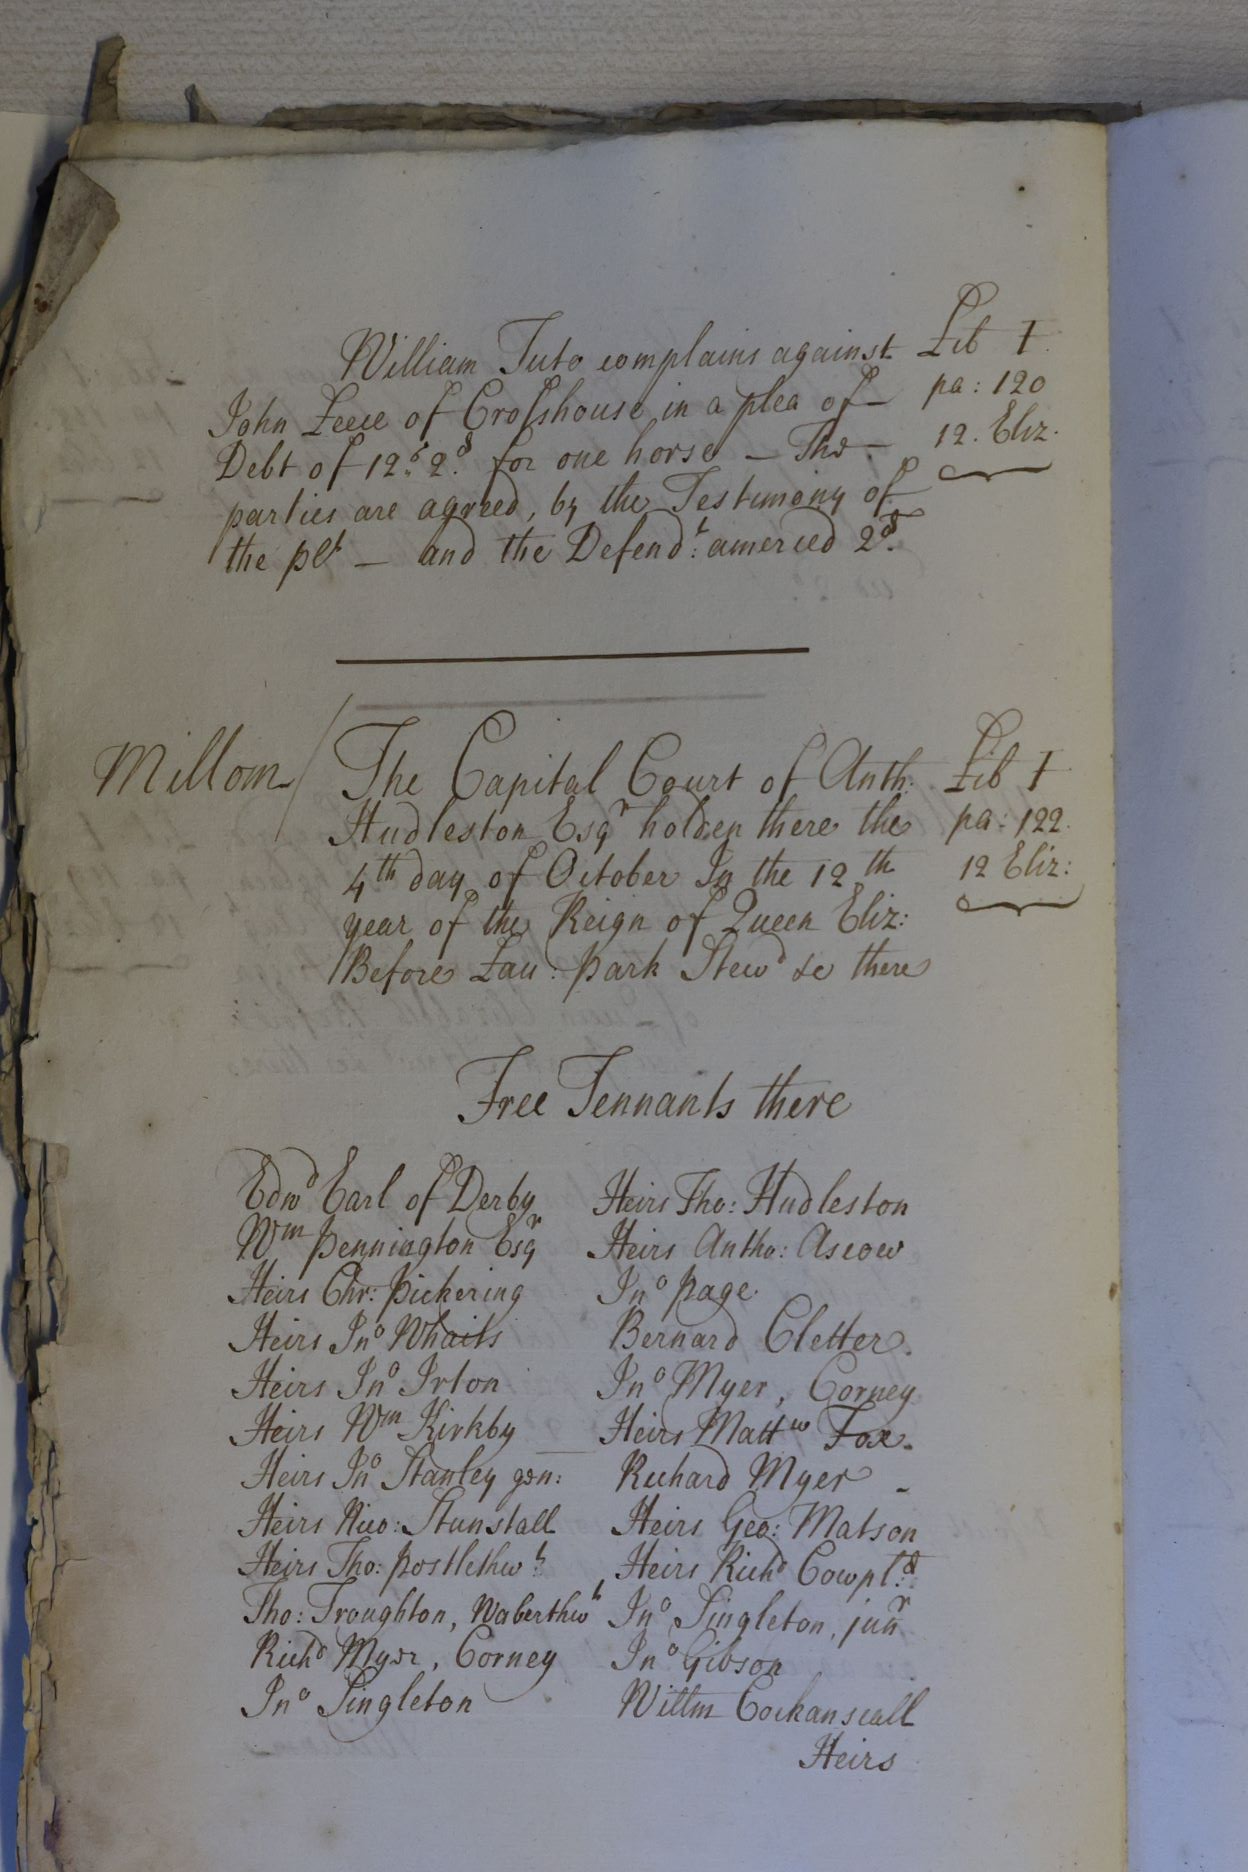 William Tuto complains against
John Leece of Crosshouse in a plea of
Debt of 12s. 2d. for one horse — The
parties are agreed, by the Testimony of
the plt — and the Defendt: amercied 2d.
Lib 1
pa: 120
12. Eliz.
Millom
The Capital Court of Anth:
Hudleston Esqr holden there the
4th day of October In the 12th
year of the Reign of Queen Eliz:
Before Lau: Park Stewd &c there
Lib 1
pa: 122.
12 Eliz:
Free Tennants there
Edwd Earl of Derby
Wm Pennington Esqr
Heirs Chr: Pickering
Heirs Jno Whaits
Heirs Jno Irton
Heirs Wm Kirkby
Heirs Jno Stanley gen:
Heirs Nico: Stunstall
Heirs Tho: Postlethwt:
Tho: Troughton, Waberthwt
Richd Myer, Corney
Jno Singleton
Heirs Tho: Hudleston
Heirs Antho: Ascow
Jno Page.
Bernard Cletter.
Jno Myer, Corney
Heirs Mattw Fox.
Richard Myer
Heirs Geo: Matson
Heirs Richd Cowpld:
Jno Singleton, junr
Jno Gibson
Willm Cockanscall
Heirs